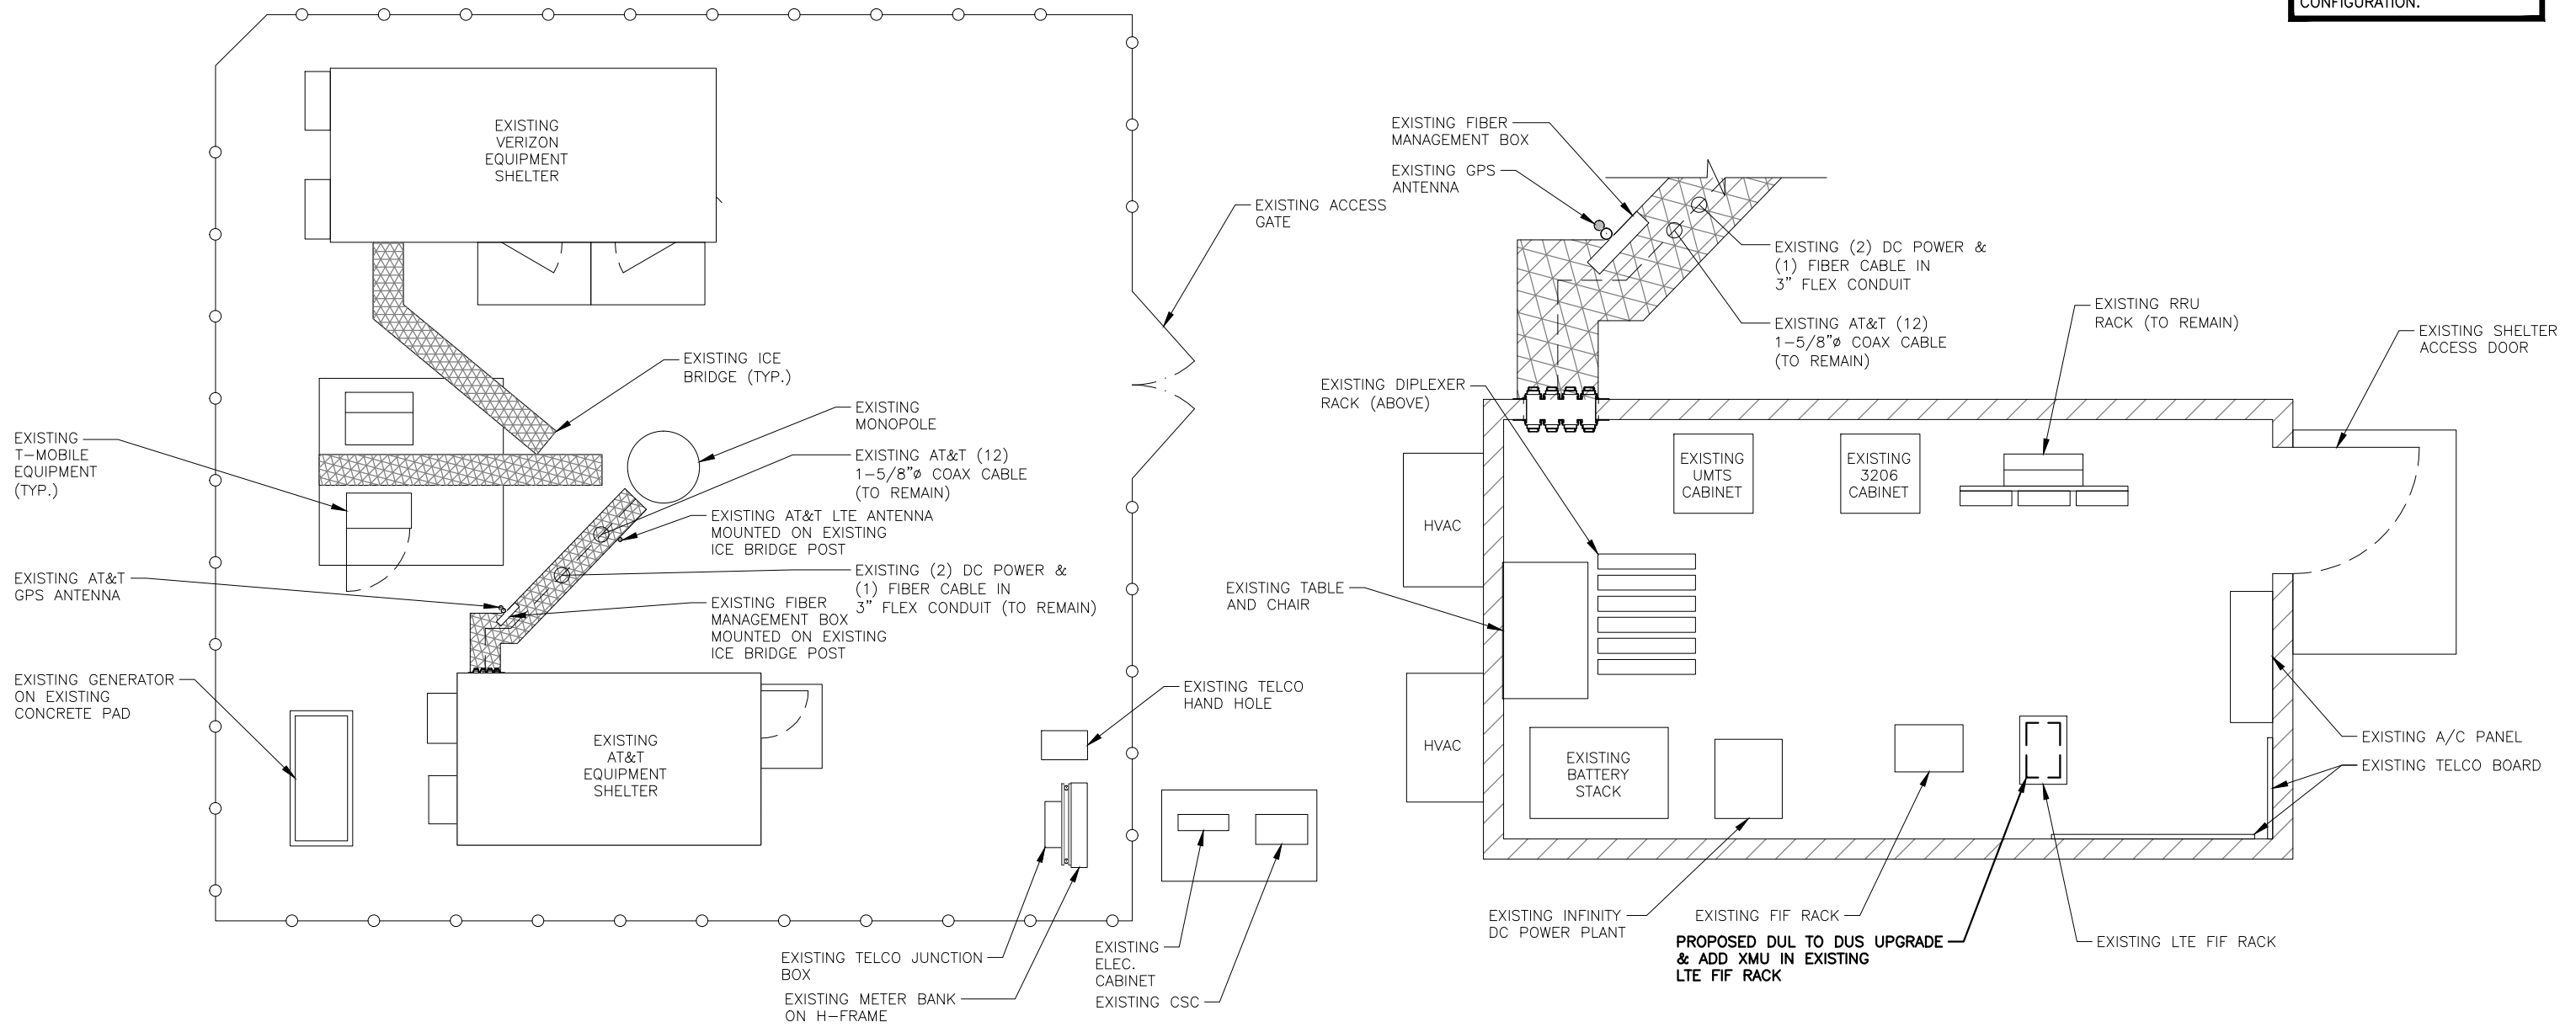 CONFIGURATION.
EXISTING
VERIZON
EQUIPMENT
SHELTER
EXISTING ACCESS
GATE
EXISTING ICE
BRIDGE (TYP.)
EXISTING
MONOPOLE
EXISTING
T-MOBILE
EQUIPMENT
(TYP.)
EXISTING AT&T (12)
1-5/8"ø COAX CABLE
(TO REMAIN)
EXISTING AT&T LTE ANTENNA
MOUNTED ON EXISTING
ICE BRIDGE POST
EXISTING AT&T
GPS ANTENNA
EXISTING (2) DC POWER &
(1) FIBER CABLE IN
3" FLEX CONDUIT (TO REMAIN)
EXISTING FIBER
MANAGEMENT BOX
MOUNTED ON EXISTING
ICE BRIDGE POST
EXISTING GENERATOR
ON EXISTING
CONCRETE PAD
EXISTING
AT&T
EQUIPMENT
SHELTER
EXISTING TELCO
HAND HOLE
EXISTING TELCO JUNCTION
BOX
EXISTING METER BANK
ON H-FRAME
EXISTING
ELEC.
CABINET
EXISTING CSC
EXISTING FIBER
MANAGEMENT BOX
EXISTING GPS
ANTENNA
EXISTING (2) DC POWER &
(1) FIBER CABLE IN
3" FLEX CONDUIT
EXISTING AT&T (12)
1-5/8"ø COAX CABLE
(TO REMAIN)
EXISTING RRU
RACK (TO REMAIN)
EXISTING SHELTER
ACCESS DOOR
EXISTING DIPLEXER
RACK (ABOVE)
EXISTING
UMTS
CABINET
EXISTING
3206
CABINET
HVAC
EXISTING TABLE
AND CHAIR
HVAC
EXISTING
BATTERY
STACK
EXISTING A/C PANEL
EXISTING TELCO BOARD
EXISTING INFINITY
DC POWER PLANT
EXISTING FIF RACK
PROPOSED DUL TO DUS UPGRADE
& ADD XMU IN EXISTING
LTE FIF RACK
EXISTING LTE FIF RACK